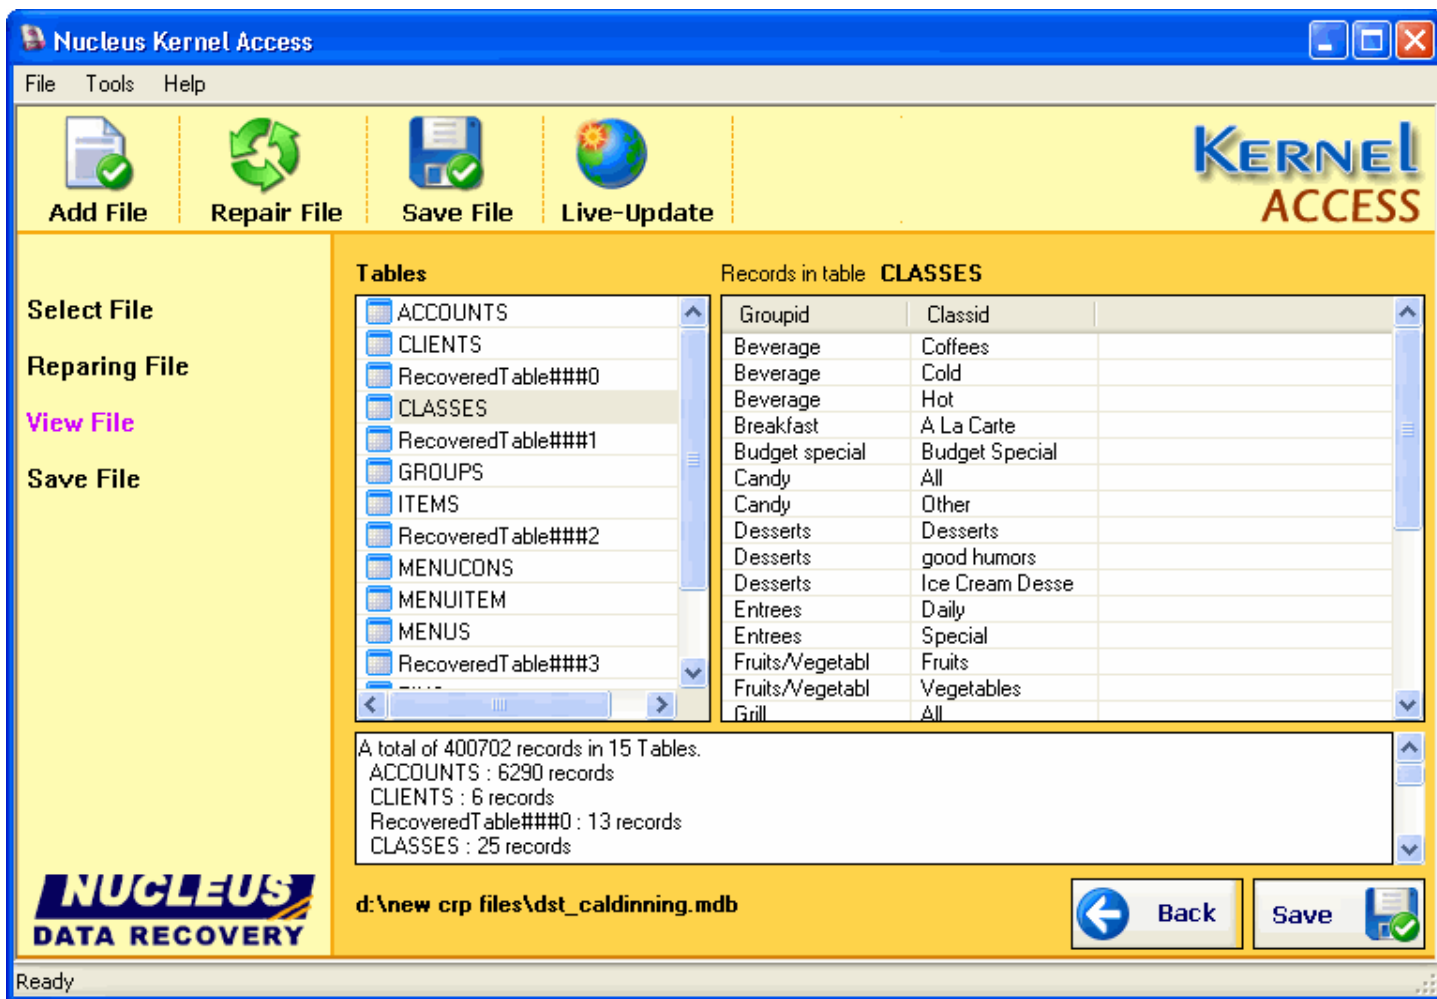 Nucleus Kernel Access
File Tools Help
Add File Repair File Save File Live-Update
KERNEL
ACCESS
Select File
Reparing File
View File
Save File
Tables
ACCOUNTS
CLIENTS
RecoveredTable###0
CLASSES
RecoveredTable###1
GROUPS
ITEMS
RecoveredTable###2
MENUCONS
MENUITEM
MENUS
RecoveredTable###3
Records in table CLASSES
Groupid Classid
Beverage Coffees
Beverage Cold
Beverage Hot
Breakfast A La Carte
Budget special Budget Special
Candy All
Candy Other
Desserts Desserts
Desserts good humors
Desserts Ice Cream Desse
Entrees Daily
Entrees Special
Fruits/Vegetabl Fruits
Fruits/Vegetabl Vegetables
Grill All
A total of 400702 records in 15 Tables.
ACCOUNTS : 6290 records
CLIENTS : 6 records
RecoveredTable###0 : 13 records
CLASSES : 25 records
NUCLEUS
DATA RECOVERY
d:\new crp files\dst_caldinning.mdb
Back Save
Ready